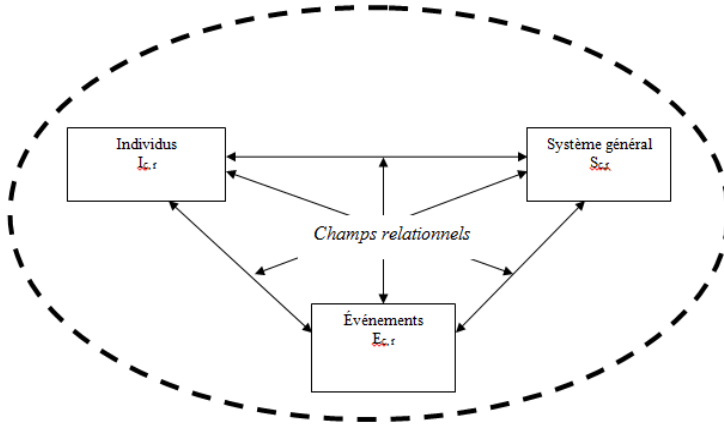 Individus
Ic,r
Système général
Sc,r
Champs relationnels
Événements
Ec,r